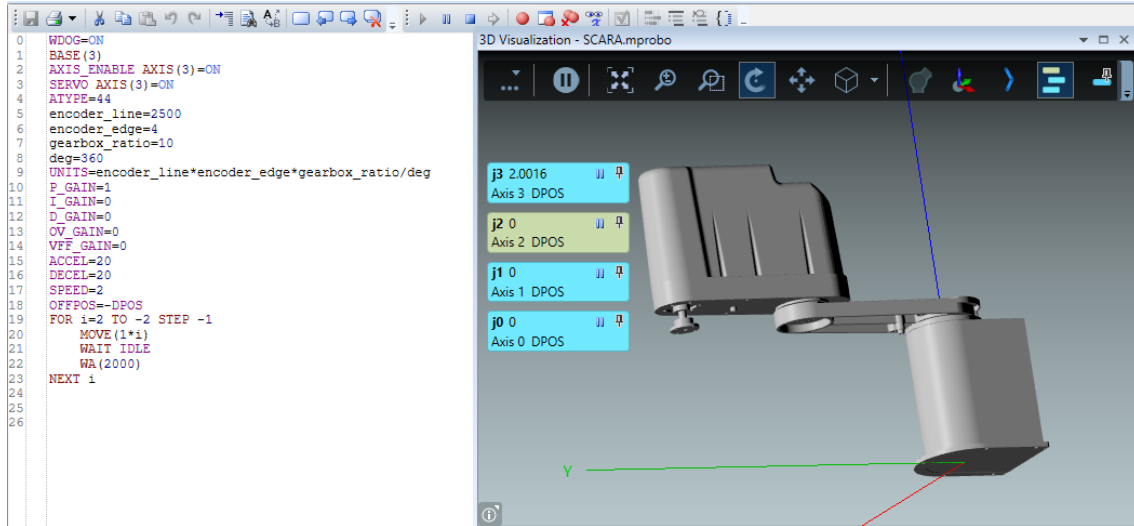 3D Visualization - SCARA.mprobo
0 WDOG=ON
1 BASE(3)
2 AXIS_ENABLE AXIS(3)=ON
3 SERVO AXIS(3)=ON
4 ATYPE=44
5 encoder_line=2500
6 encoder_edge=4
7 gearbox_ratio=10
8 deg=360
9 UNITS=encoder_line*encoder_edge*gearbox_ratio/deg
10 P_GAIN=1
11 I_GAIN=0
12 D_GAIN=0
13 OV_GAIN=0
14 VFF_GAIN=0
15 ACCEL=20
16 DECEL=20
17 SPEED=2
18 OFFPOS=-DPOS
19 FOR i=2 TO -2 STEP -1
20 MOVE(1*i)
21 WAIT IDLE
22 WA(2000)
23 NEXT i
24
25
26
j3 2.0016
Axis 3 DPOS
j2 0
Axis 2 DPOS
j1 0
Axis 1 DPOS
j0 0
Axis 0 DPOS
Y